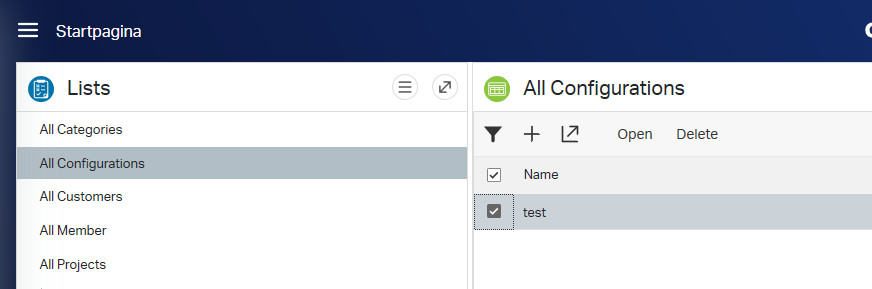 Startpagina
Lists
All Categories
All Configurations
All Customers
All Member
All Projects
All Configurations
Open Delete
Name
test